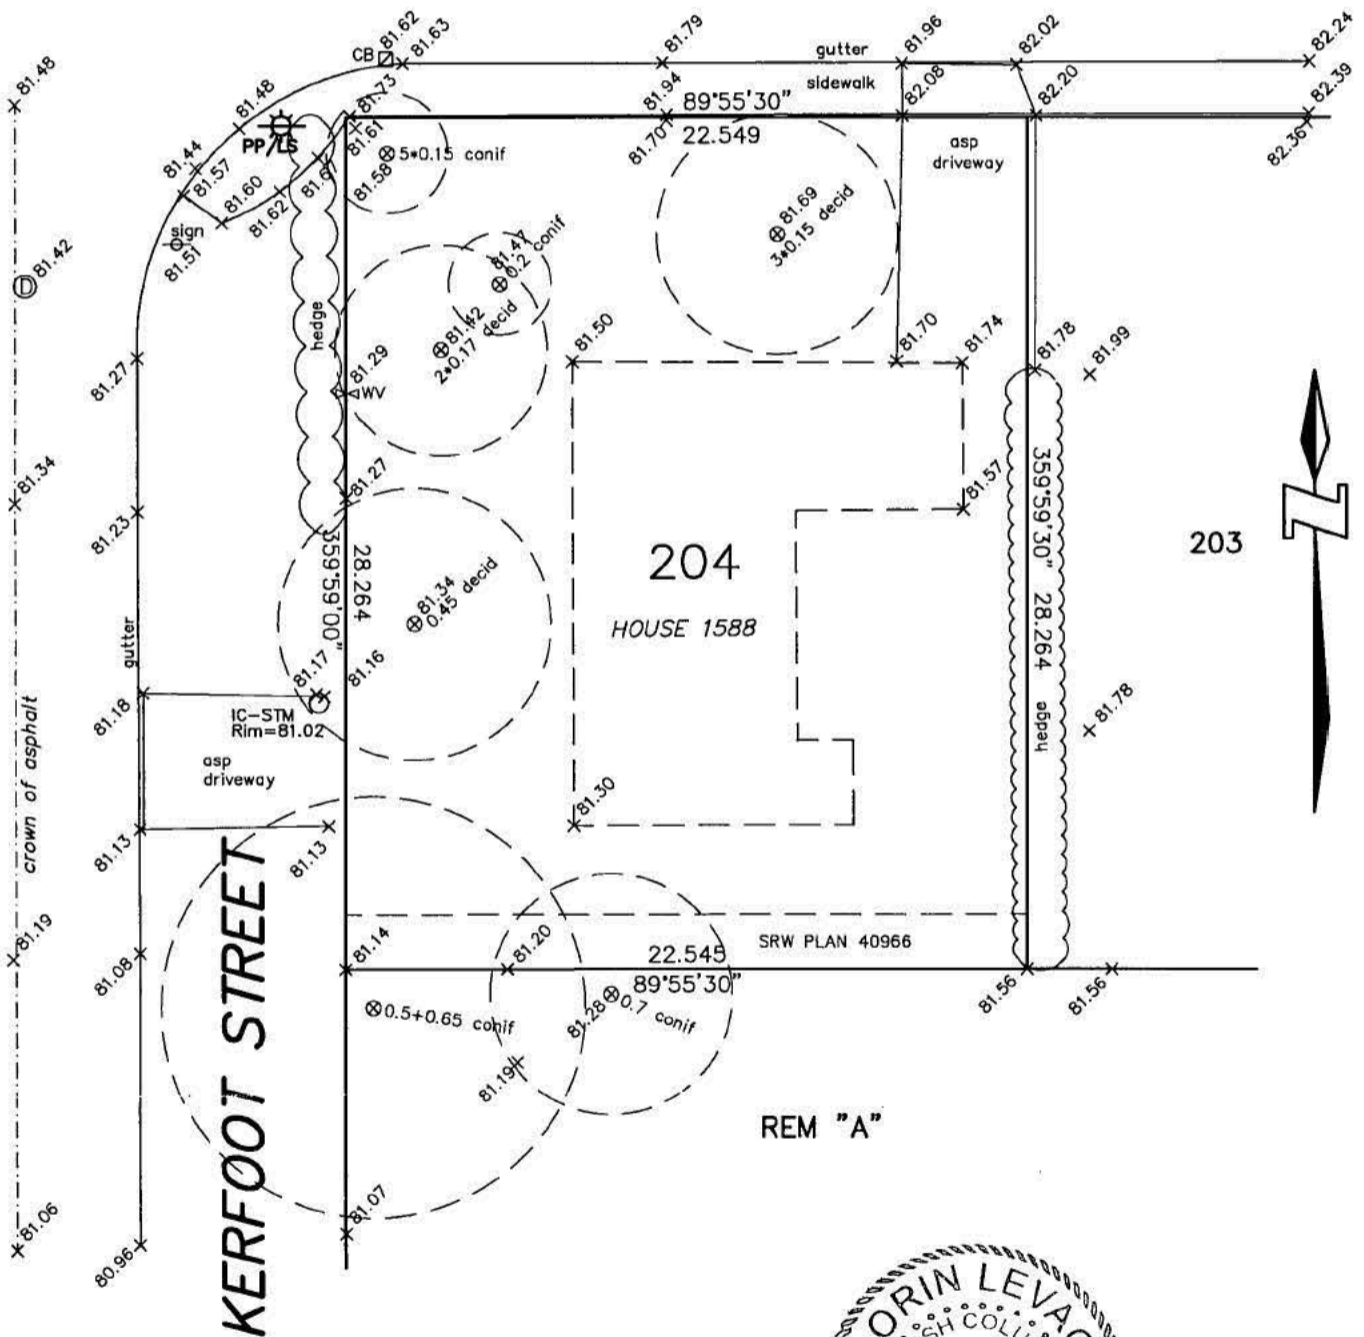 81.48
CB
81.62
81.63
81.79
gutter
sidewalk
81.96
82.02
82.24
81.48
81.73
81.61
81.94
89°55'30"
82.08
82.20
82.39
PP/LS
81.70
22.549
82.36
asp
driveway
81.44
81.57
81.60
81.62
81.58
5*0.15 conif
81.69
3*0.15 decid
sign
81.51
D
81.42
81.47
0.2 conif
hedge
81.42
2*0.17 decid
81.29
WV
81.50
81.70
81.74
81.78
81.99
81.27
81.34
81.27
81.57
81.23
359°59'00"
28.264
204
HOUSE 1588
359°59'30" 28.264
hedge
203
81.34
0.45 decid
gutter
81.17
81.16
81.18
IC-STM
Rim=81.02
asp
driveway
81.78
crown of asphalt
81.30
81.13
81.13
KERFOOT STREET
81.19
81.08
81.14
81.20
22.545
89°55'30"
SRW PLAN 40966
81.56
81.56
0.5+0.65 conif
81.28
0.7 conif
81.19
REM "A"
81.07
81.06
80.96
ORIN